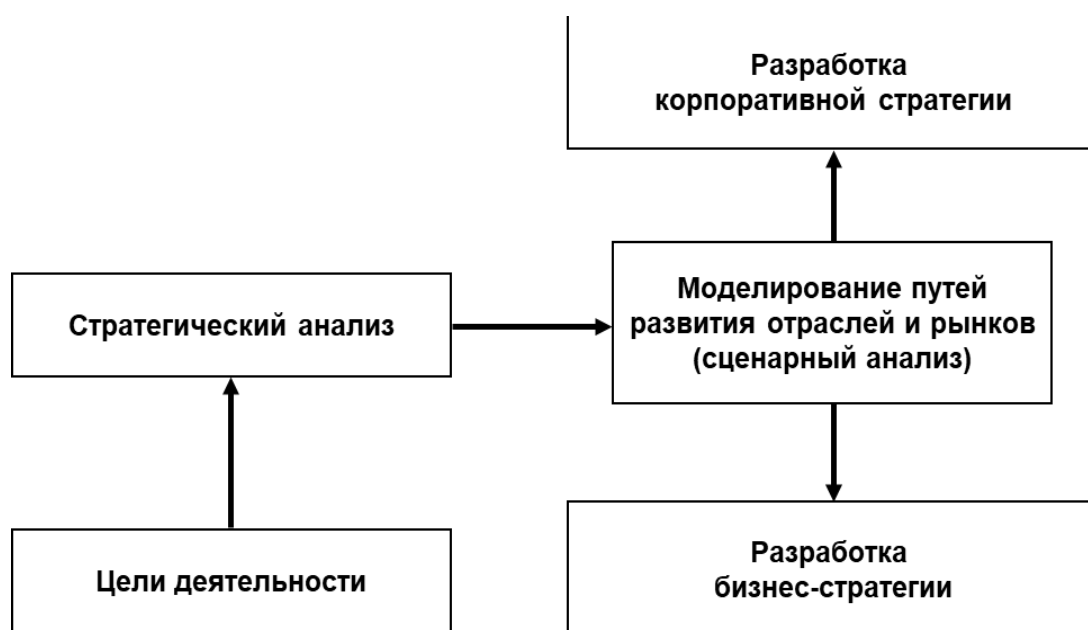 Разработка
корпоративной стратегии
Стратегический анализ
Моделирование путей
развития отраслей и рынков
(сценарный анализ)
Цели деятельности
Разработка
бизнес-стратегии